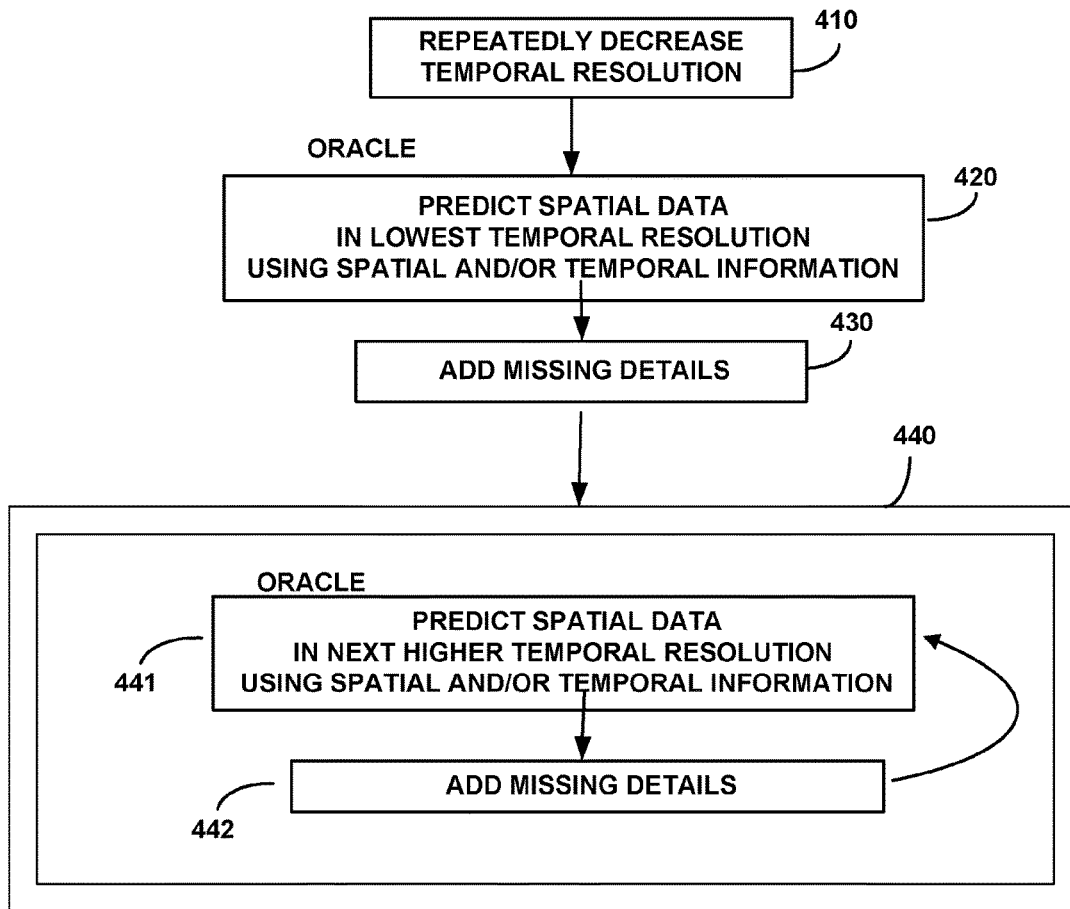 REPEATEDLY DECREASE
TEMPORAL RESOLUTION
410
ORACLE
PREDICT SPATIAL DATA
IN LOWEST TEMPORAL RESOLUTION
USING SPATIAL AND/OR TEMPORAL INFORMATION
420
430
ADD MISSING DETAILS
440
ORACLE
PREDICT SPATIAL DATA
IN NEXT HIGHER TEMPORAL RESOLUTION
USING SPATIAL AND/OR TEMPORAL INFORMATION
441
ADD MISSING DETAILS
442